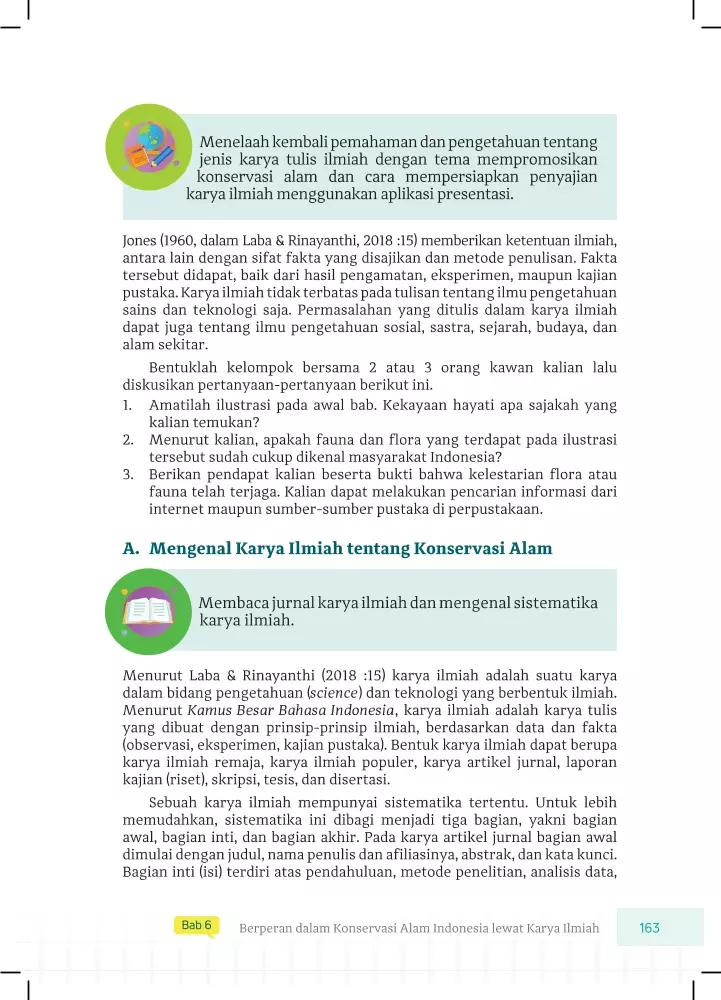 Menelaah kembali pemahaman dan pengetahuan tentang
jenis karya tulis ilmiah dengan tema mempromosikan
konservasi alam dan cara mempersiapkan penyajian
karya ilmiah menggunakan aplikasi presentasi.
Jones (1960, dalam Laba & Rinayanthi, 2018 :15) memberikan ketentuan ilmiah,
antara lain dengan sifat fakta yang disajikan dan metode penulisan. Fakta
tersebut didapat, baik dari hasil pengamatan, eksperimen, maupun kajian
pustaka. Karya ilmiah tidak terbatas pada tulisan tentang ilmu pengetahuan
sains dan teknologi saja. Permasalahan yang ditulis dalam karya ilmiah
dapat juga tentang ilmu pengetahuan sosial, sastra, sejarah, budaya, dan
alam sekitar.
Bentuklah kelompok bersama 2 atau 3 orang kawan kalian lalu
diskusikan pertanyaan-pertanyaan berikut ini.
1. Amatilah ilustrasi pada awal bab. Kekayaan hayati apa sajakah yang
kalian temukan?
2. Menurut kalian, apakah fauna dan flora yang terdapat pada ilustrasi
tersebut sudah cukup dikenal masyarakat Indonesia?
3. Berikan pendapat kalian beserta bukti bahwa kelestarian flora atau
fauna telah terjaga. Kalian dapat melakukan pencarian informasi dari
internet maupun sumber-sumber pustaka di perpustakaan.
A. Mengenal Karya Ilmiah tentang Konservasi Alam
Membaca jurnal karya ilmiah dan mengenal sistematika
karya ilmiah.
Menurut Laba & Rinayanthi (2018 :15) karya ilmiah adalah suatu karya
dalam bidang pengetahuan (science) dan teknologi yang berbentuk ilmiah.
Menurut Kamus Besar Bahasa Indonesia, karya ilmiah adalah karya tulis
yang dibuat dengan prinsip-prinsip ilmiah, berdasarkan data dan fakta
(observasi, eksperimen, kajian pustaka). Bentuk karya ilmiah dapat berupa
karya ilmiah remaja, karya ilmiah populer, karya artikel jurnal, laporan
kajian (riset), skripsi, tesis, dan disertasi.
Sebuah karya ilmiah mempunyai sistematika tertentu. Untuk lebih
memudahkan, sistematika ini dibagi menjadi tiga bagian, yakni bagian
awal, bagian inti, dan bagian akhir. Pada karya artikel jurnal bagian awal
dimulai dengan judul, nama penulis dan afiliasinya, abstrak, dan kata kunci.
Bagian inti (isi) terdiri atas pendahuluan, metode penelitian, analisis data,
Bab 6 Berperan dalam Konservasi Alam Indonesia lewat Karya Ilmiah 163